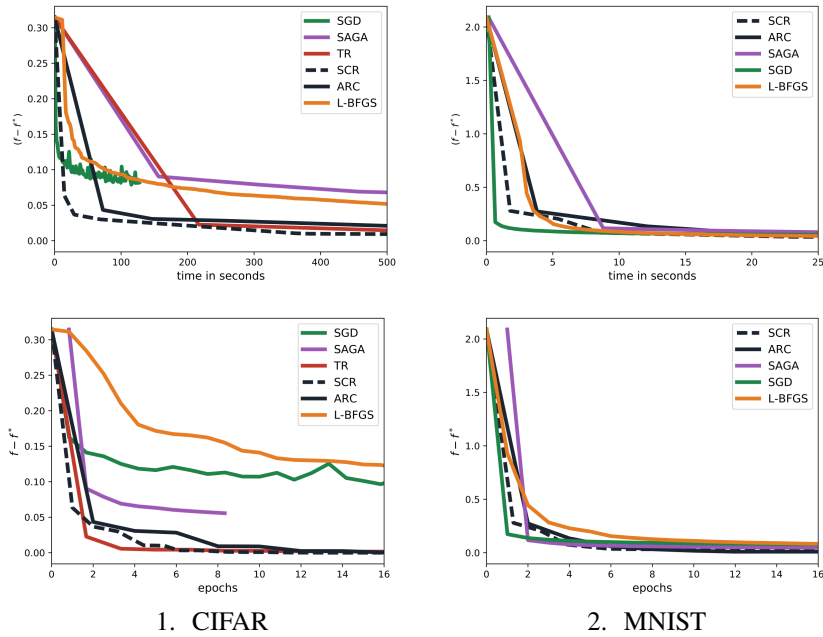 SGD
SAGA
TR
SCR
ARC
L-BFGS
(f − f*)
0.30
0.25
0.20
0.15
0.10
0.05
0.00
0 100 200 300 400 500
time in seconds
SCR
ARC
SAGA
SGD
L-BFGS
(f − f*)
2.0
1.5
1.0
0.5
0.0
0 5 10 15 20 25
time in seconds
SGD
SAGA
TR
SCR
ARC
L-BFGS
f − f*
0.30
0.25
0.20
0.15
0.10
0.05
0.00
0 2 4 6 8 10 12 14 16
epochs
SCR
ARC
SAGA
SGD
L-BFGS
f − f*
2.0
1.5
1.0
0.5
0.0
0 2 4 6 8 10 12 14 16
epochs
1. CIFAR
2. MNIST